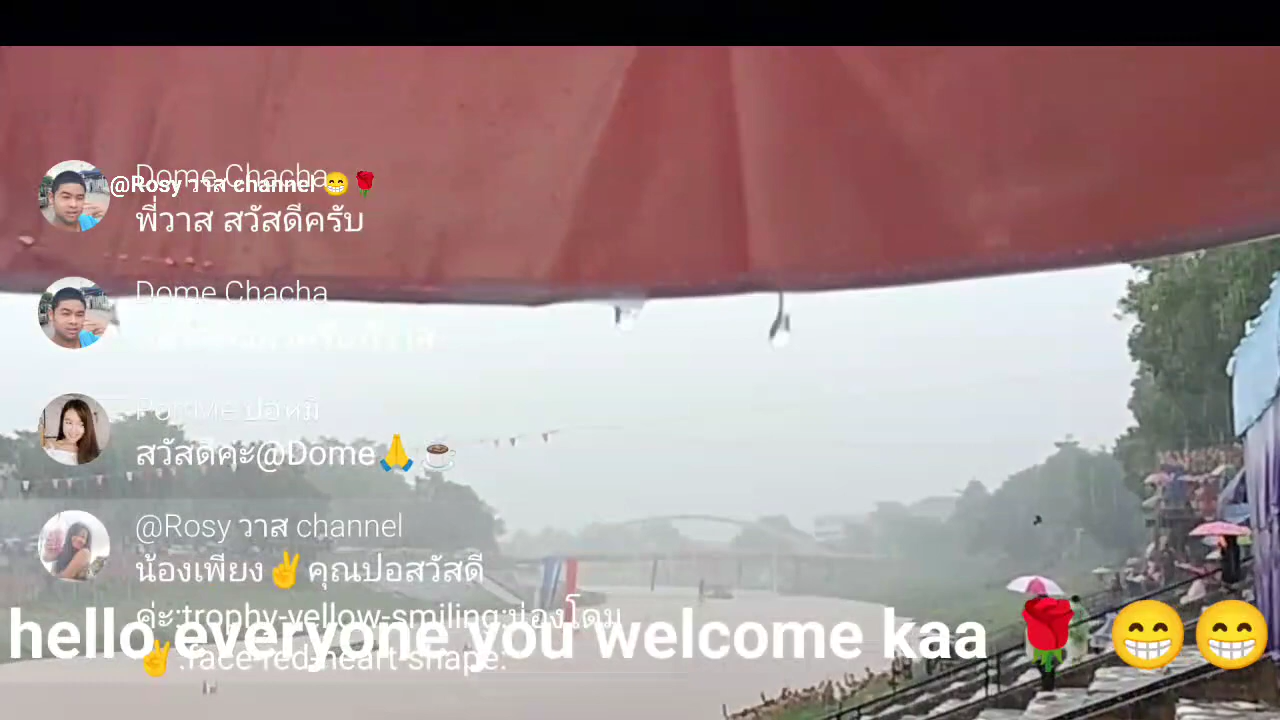 Dome Chacha
@Rosy วาส channel 😁🌹
พี่วาส สวัสดีครับ
Dome Chacha
ปอหมี
สวัสดีค่ะ@Dome🙏☕
@Rosy วาส channel
น้องเพียง✌คุณปอสวัสดี
ค่ะ:trophy-yellow-smiling:น้องโดม
✌:face-red-heart-shape:
hello everyone you welcome kaa 🌹 😁😁